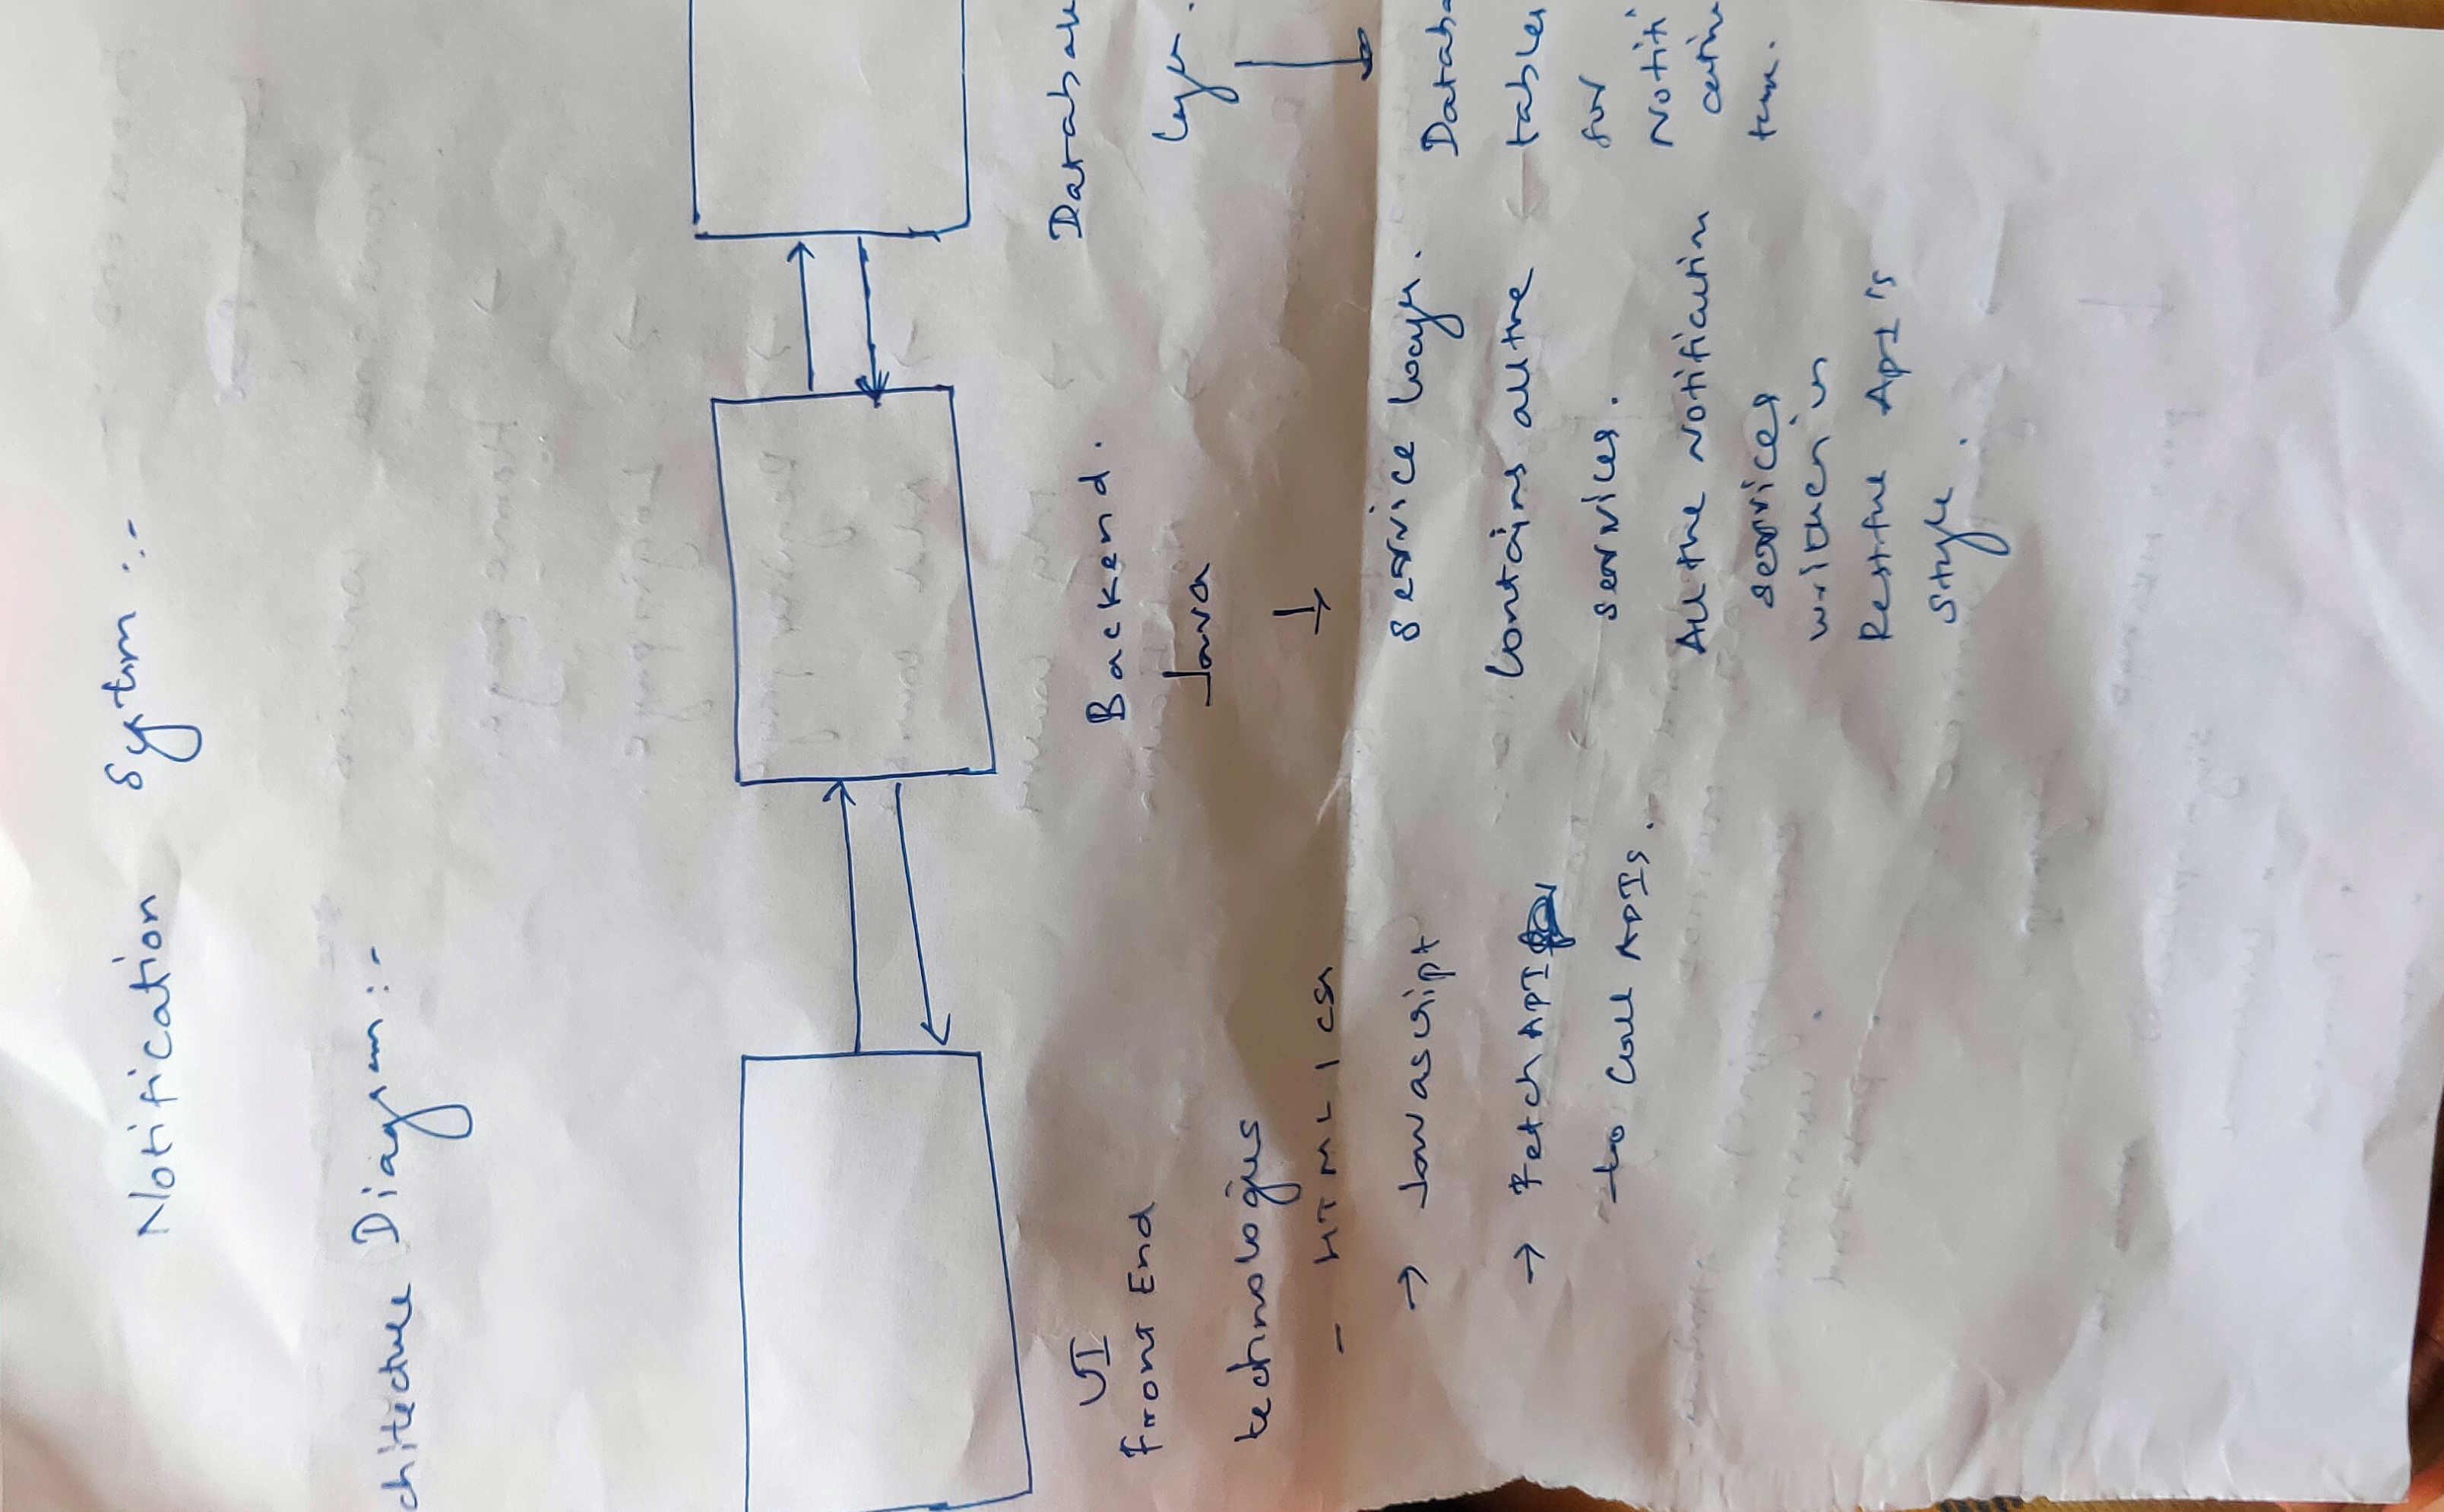 Notification System :-
chitecture Diagram :-
UI
Front End
technologies
- HTML / CSS
→ Javascript
→ Fetch API
to Call APIs.
Backend.
Java
↓
Service Layer.
Contains all the
services.
All the Notification
services
written in
Restful API's
Style.
Databa
Layer.
Databa
tables
for
Notifi
cation